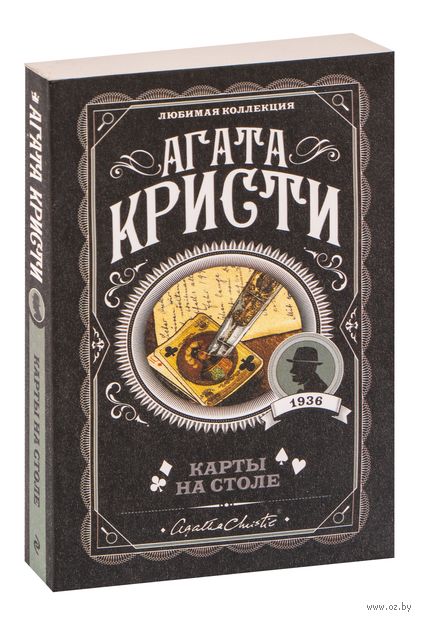 ЛЮБИМАЯ КОЛЛЕКЦИЯ
АГАТА
КРИСТИ
1936
КАРТЫ
НА СТОЛЕ
Agatha Christie
АГАТА КРИСТИ
КАРТЫ НА СТОЛЕ
www.oz.by